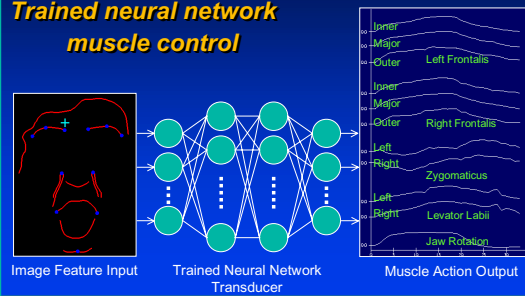 Trained neural network
muscle control
Inner
Major
Outer
Left Frontalis
Inner
Major
Outer
Right Frontalis
Left
Right
Zygomaticus
Left
Right
Levator Labii
Jaw Rotation
Image Feature Input
Trained Neural Network
Transducer
Muscle Action Output